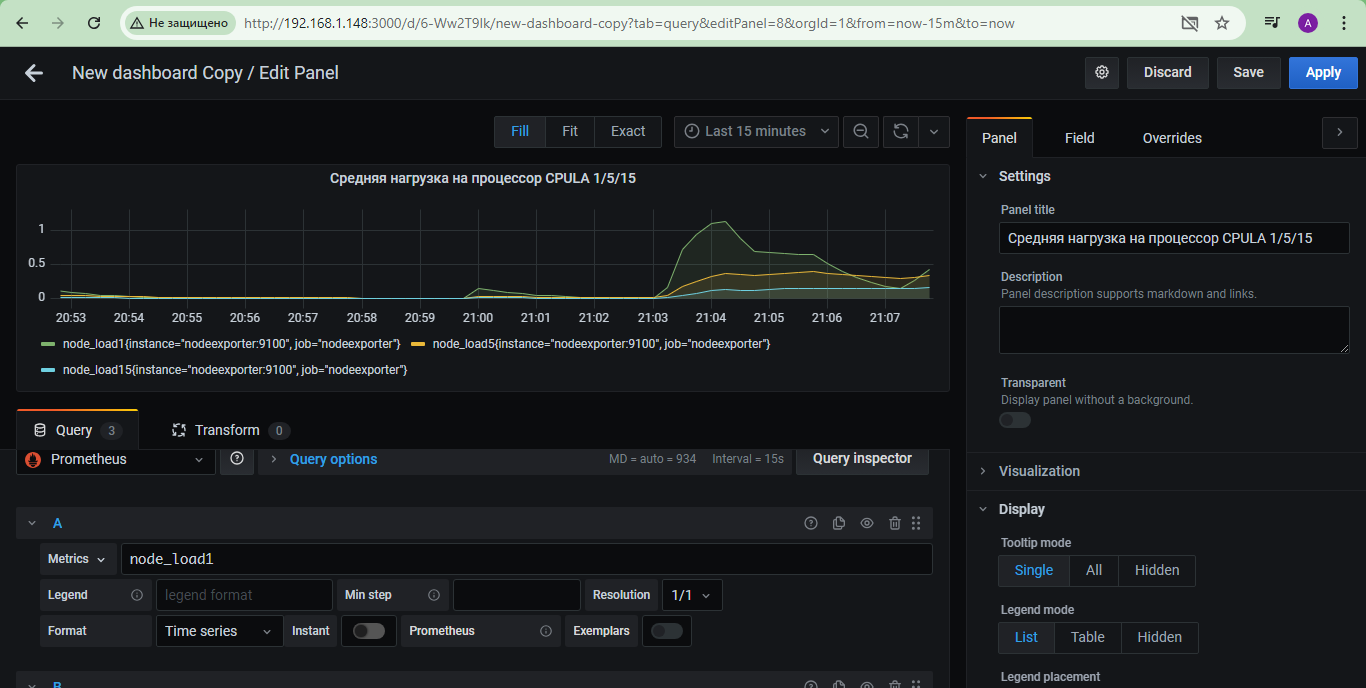 Не защищено http://192.168.1.148:3000/d/6-Ww2T9Ik/new-dashboard-copy?tab=query&editPanel=8&orgId=1&from=now-15m&to=now A
New dashboard Copy / Edit Panel Discard Save Apply
Fill Fit Exact Last 15 minutes
Средняя нагрузка на процессор CPULA 1/5/15
1
0.5
0
20:53 20:54 20:55 20:56 20:57 20:58 20:59 21:00 21:01 21:02 21:03 21:04 21:05 21:06 21:07
node_load1{instance="nodeexporter:9100", job="nodeexporter"} node_load5{instance="nodeexporter:9100", job="nodeexporter"}
node_load15{instance="nodeexporter:9100", job="nodeexporter"}
Query 3 Transform 0
Prometheus Query options MD = auto = 934 Interval = 15s Query inspector
A
Metrics node_load1
Legend legend format Min step Resolution 1/1
Format Time series Instant Prometheus Exemplars
B
Panel Field Overrides
Settings
Panel title
Средняя нагрузка на процессор CPULA 1/5/15
Description
Panel description supports markdown and links.
Transparent
Display panel without a background.
Visualization
Display
Tooltip mode
Single All Hidden
Legend mode
List Table Hidden
Legend placement